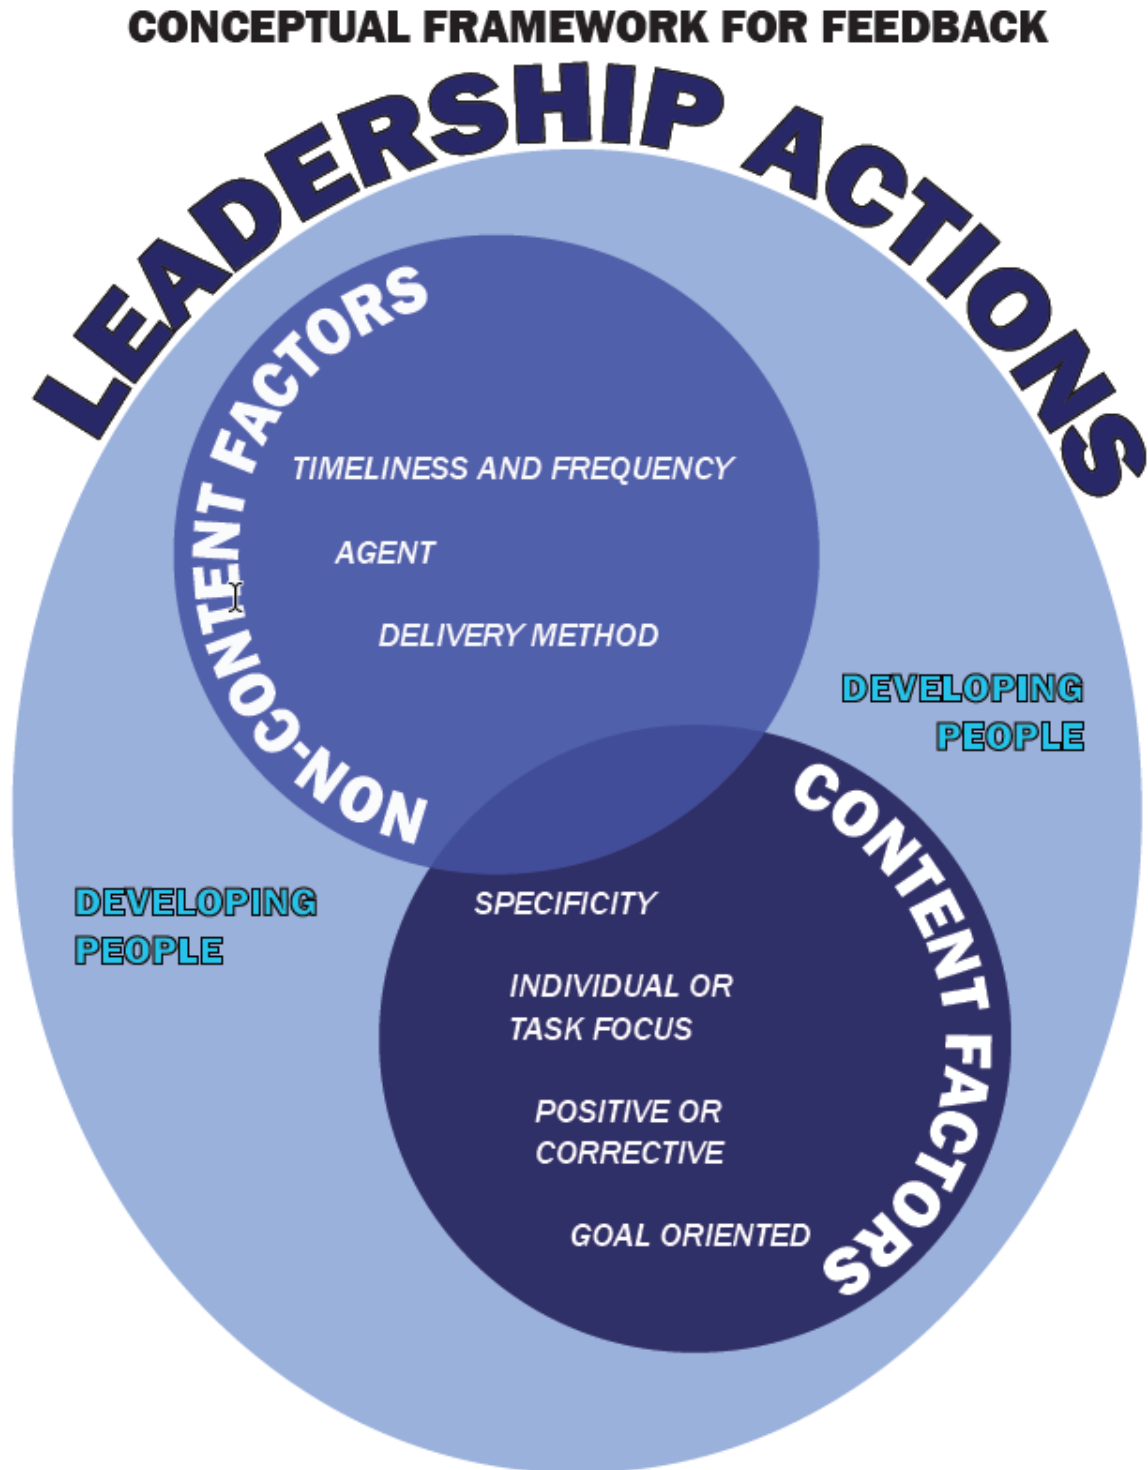 CONCEPTUAL FRAMEWORK FOR FEEDBACK
LEADERSHIP ACTIONS
NON-CONTENT FACTORS
TIMELINESS AND FREQUENCY
AGENT
DELIVERY METHOD
DEVELOPING
PEOPLE
CONTENT FACTORS
DEVELOPING
PEOPLE
SPECIFICITY
INDIVIDUAL OR
TASK FOCUS
POSITIVE OR
CORRECTIVE
GOAL ORIENTED